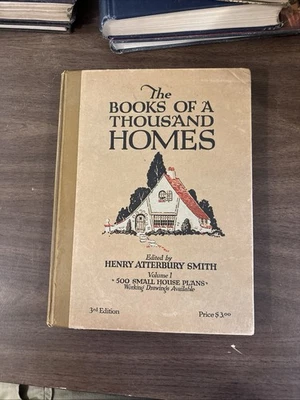 The
BOOKS OF A
THOUSAND
HOMES
Edited by
HENRY ATTERBURY SMITH
Volume 1
• 500 SMALL HOUSE PLANS •
Working Drawings Available
3rd Edition Price $3.00